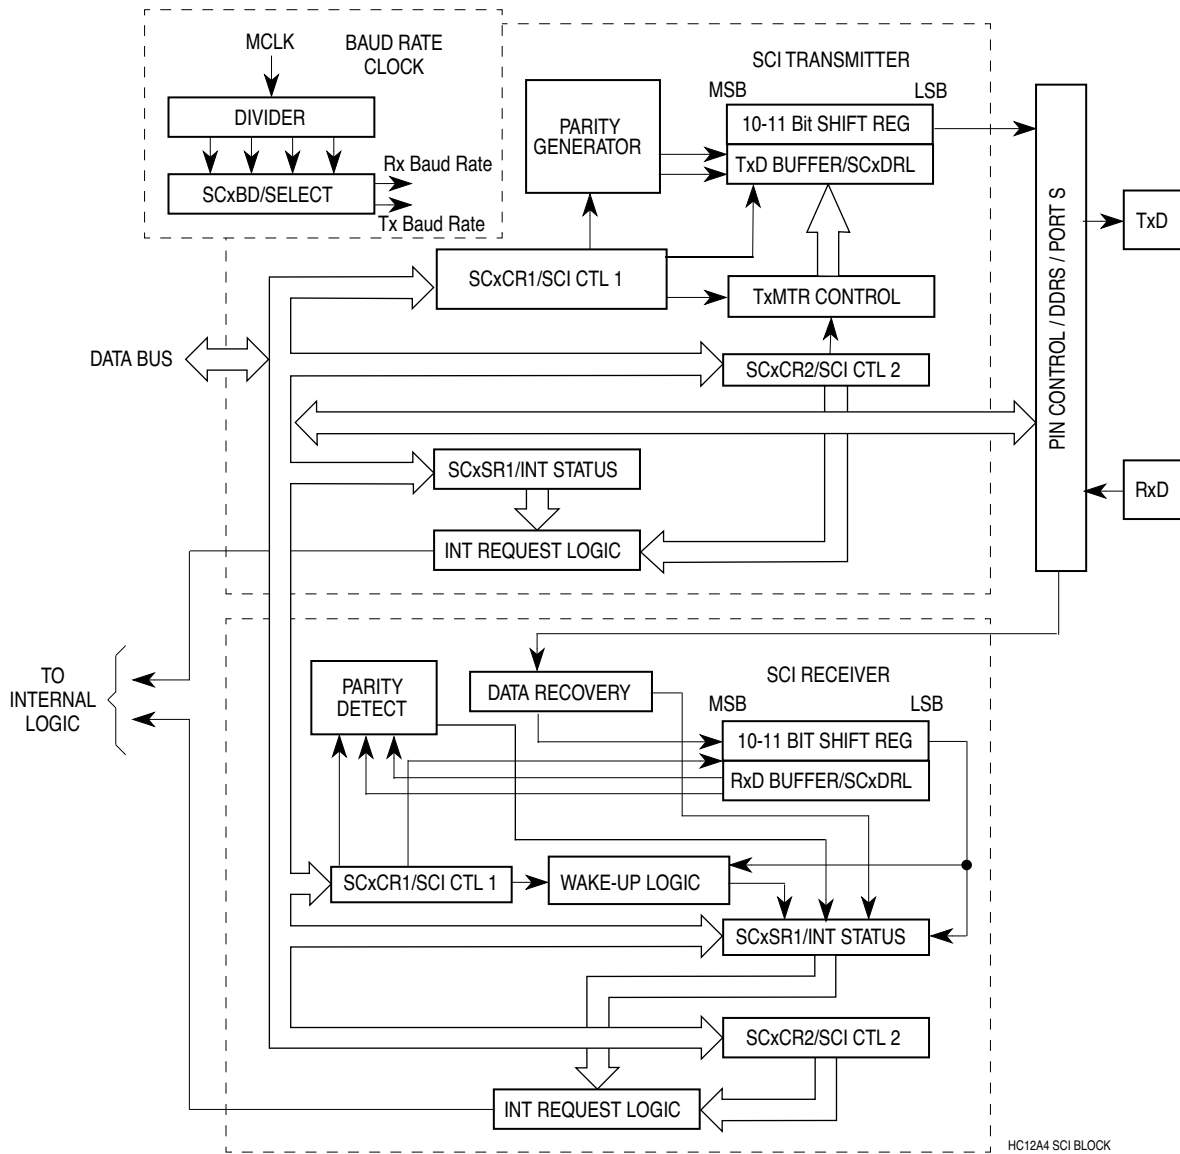 MCLK
BAUD RATE
CLOCK
DIVIDER
SCxBD/SELECT
Rx Baud Rate
Tx Baud Rate
SCI TRANSMITTER
MSB
LSB
PARITY
GENERATOR
10-11 Bit SHIFT REG
TxD BUFFER/SCxDRL
SCxCR1/SCI CTL 1
TxMTR CONTROL
DATA BUS
SCxCR2/SCI CTL 2
SCxSR1/INT STATUS
INT REQUEST LOGIC
PIN CONTROL / DDRS / PORT S
TxD
RxD
TO
INTERNAL
LOGIC
SCI RECEIVER
PARITY
DETECT
DATA RECOVERY
MSB
LSB
10-11 BIT SHIFT REG
RxD BUFFER/SCxDRL
SCxCR1/SCI CTL 1
WAKE-UP LOGIC
SCxSR1/INT STATUS
SCxCR2/SCI CTL 2
INT REQUEST LOGIC
HC12A4 SCI BLOCK